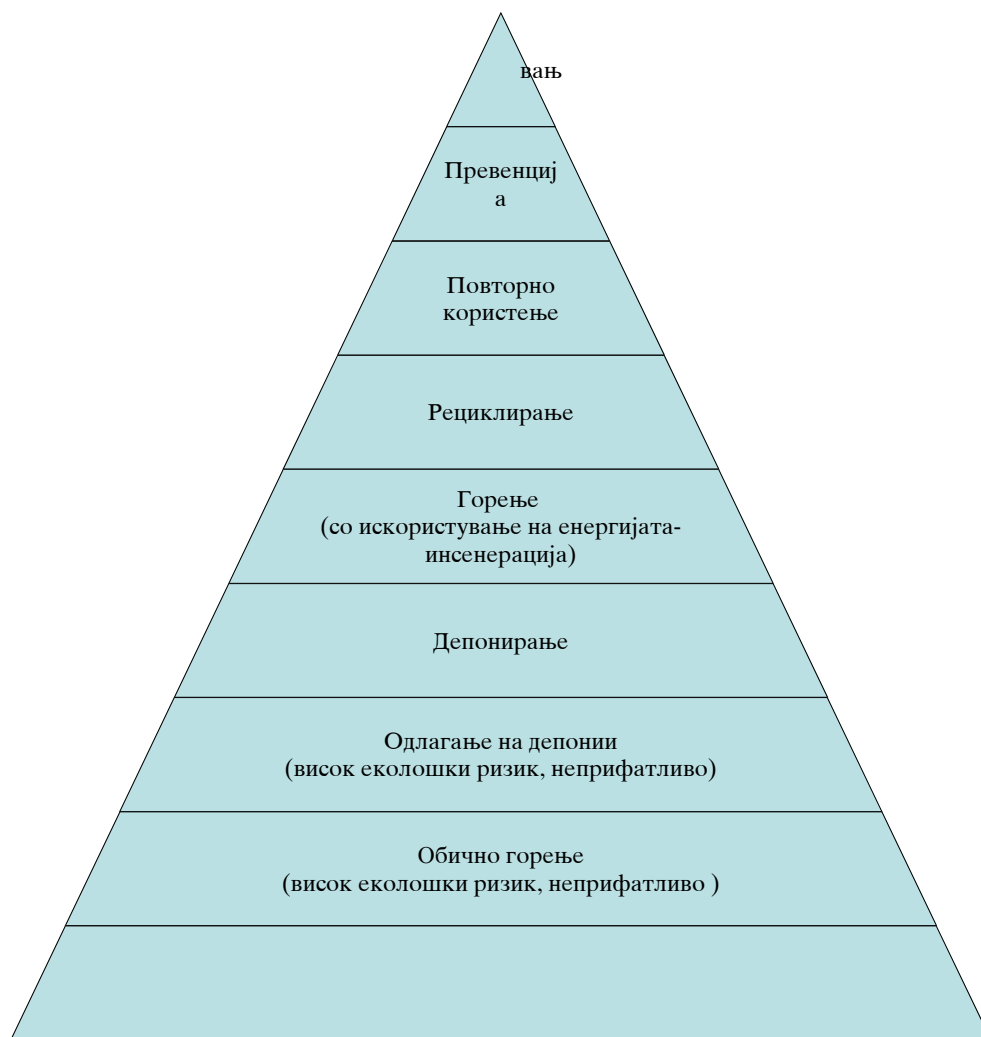 вањ
Превенциј
а
Повторно
користење
Рециклирање
Горење
(со искористување на енергијата-
инсенерација)
Депонирање
Одлагање на депонии
(висок еколошки ризик, неприфатливо)
Обично горење
(висок еколошки ризик, неприфатливо )